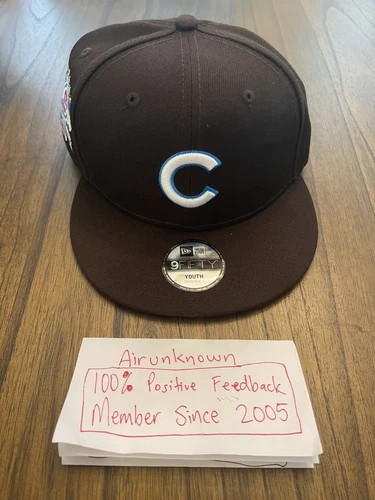 C
NEW ERA
9FIFTY
YOUTH
Airunknown
100% Positive Feedback
Member Since 2005